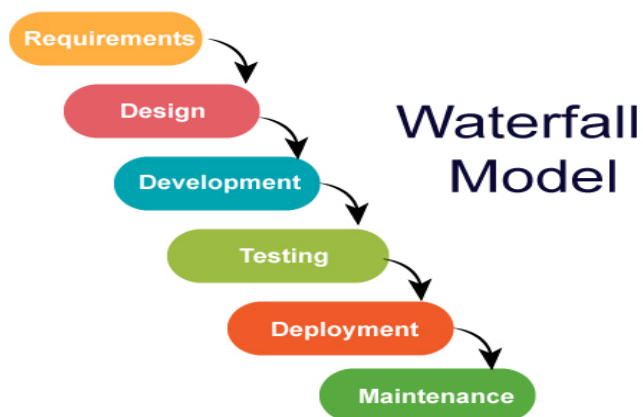 Requirements
Design
Development
Testing
Deployment
Maintenance
Waterfall
Model